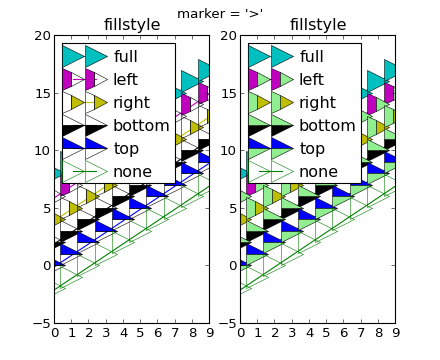 marker = '>'
fillstyle
fillstyle
20
15
10
5
0
−5
0 1 2 3 4 5 6 7 8 9
full
left
right
bottom
top
none
20
15
10
5
0
−5
0 1 2 3 4 5 6 7 8 9
full
left
right
bottom
top
none